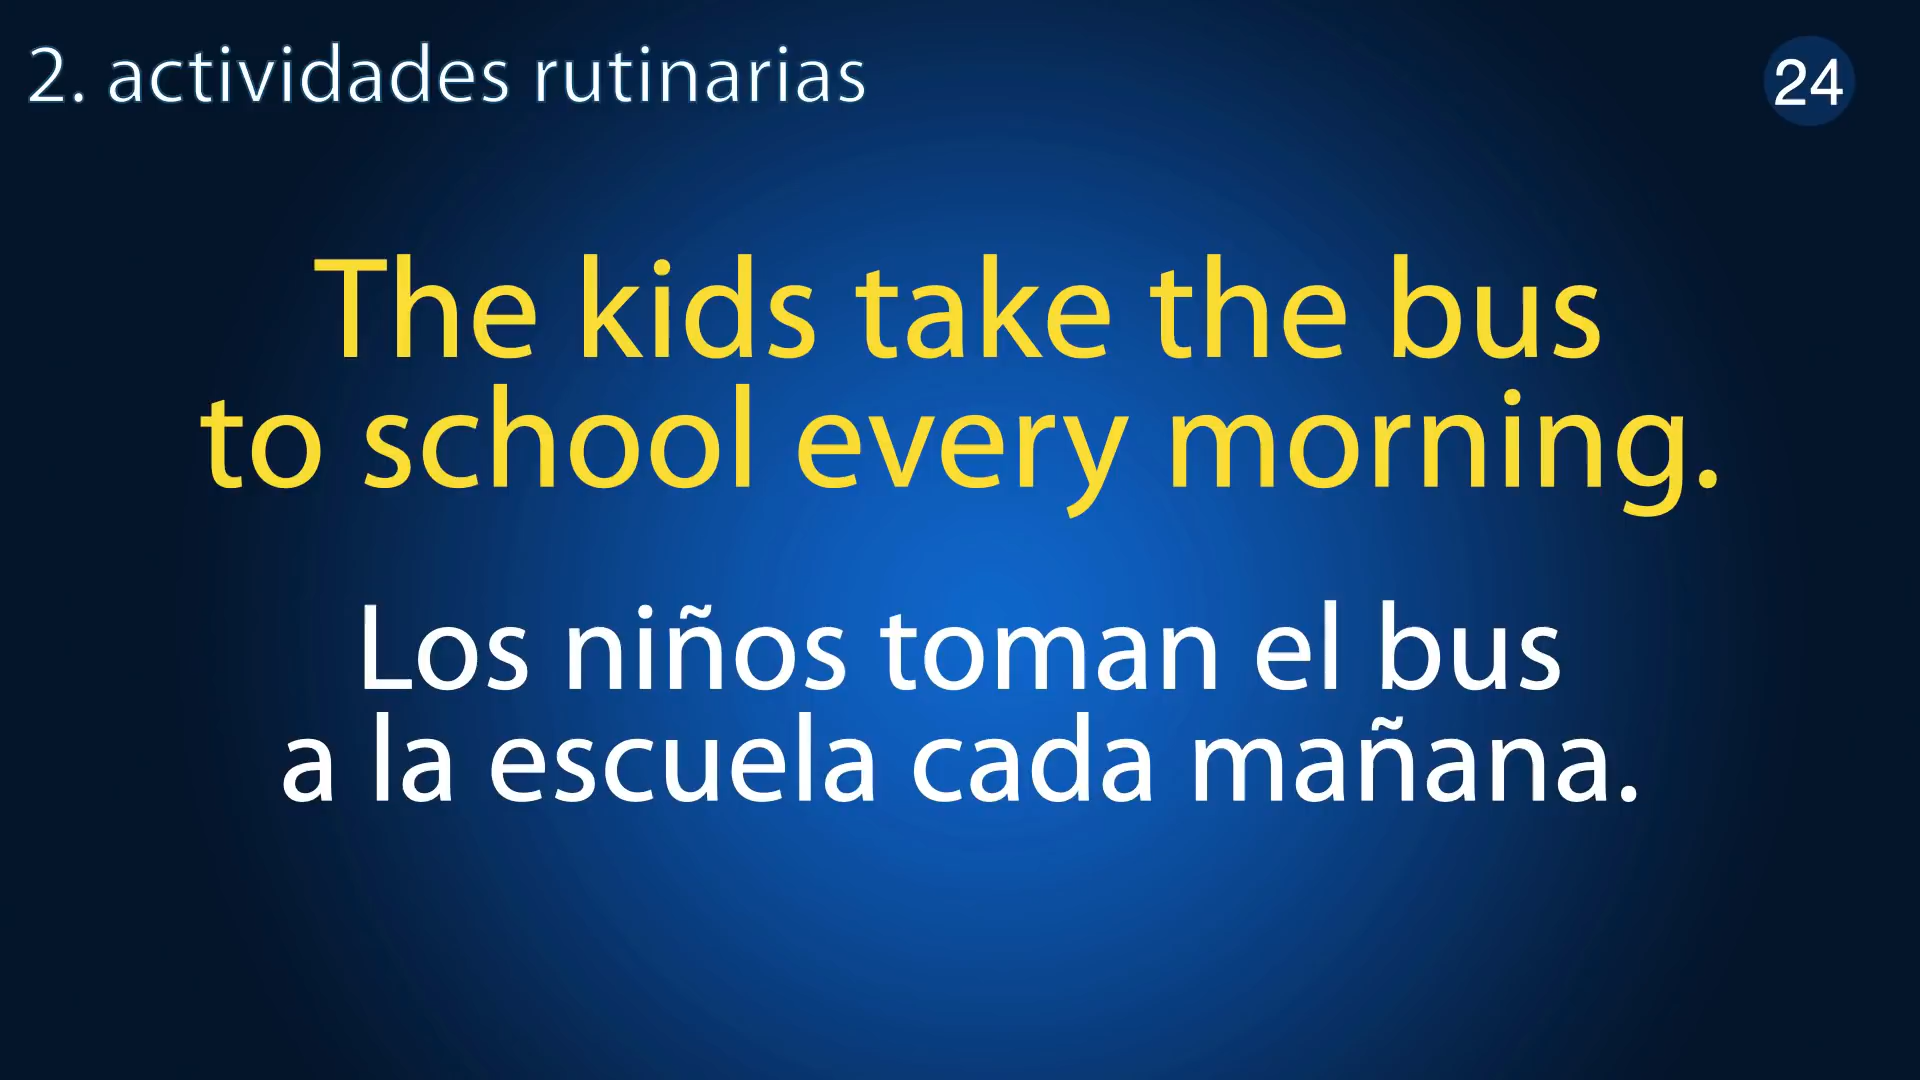 2. actividades rutinarias
24
The kids take the bus
to school every morning.
Los niños toman el bus
a la escuela cada mañana.